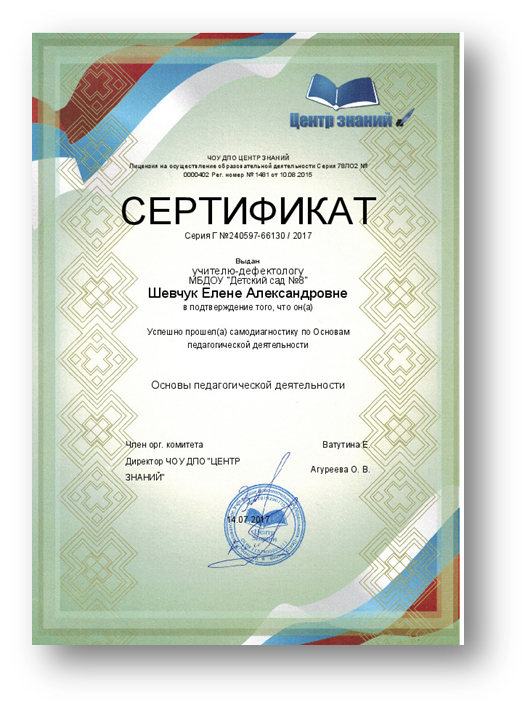 Центр знаний
ЧОУ ДПО ЦЕНТР ЗНАНИЙ
Лицензия на осуществление образовательной деятельности Серия 78ЛО2 №
0000402 Рег. номер № 1481 от 10.08.2015
СЕРТИФИКАТ
Серия Г №240597-66130 / 2017
Выдан
учителю-дефектологу
МБДОУ "Детский сад №8"
Шевчук Елене Александровне
в подтверждение того, что он(а)
Успешно прошел(а) самодиагностику по Основам
педагогической деятельности
Основы педагогической деятельности
Член орг. комитета Ватутина Е.
Директор ЧОУ ДПО "ЦЕНТР
ЗНАНИЙ" Агуреева О. В.
14.07.2017
Центр
Знаний